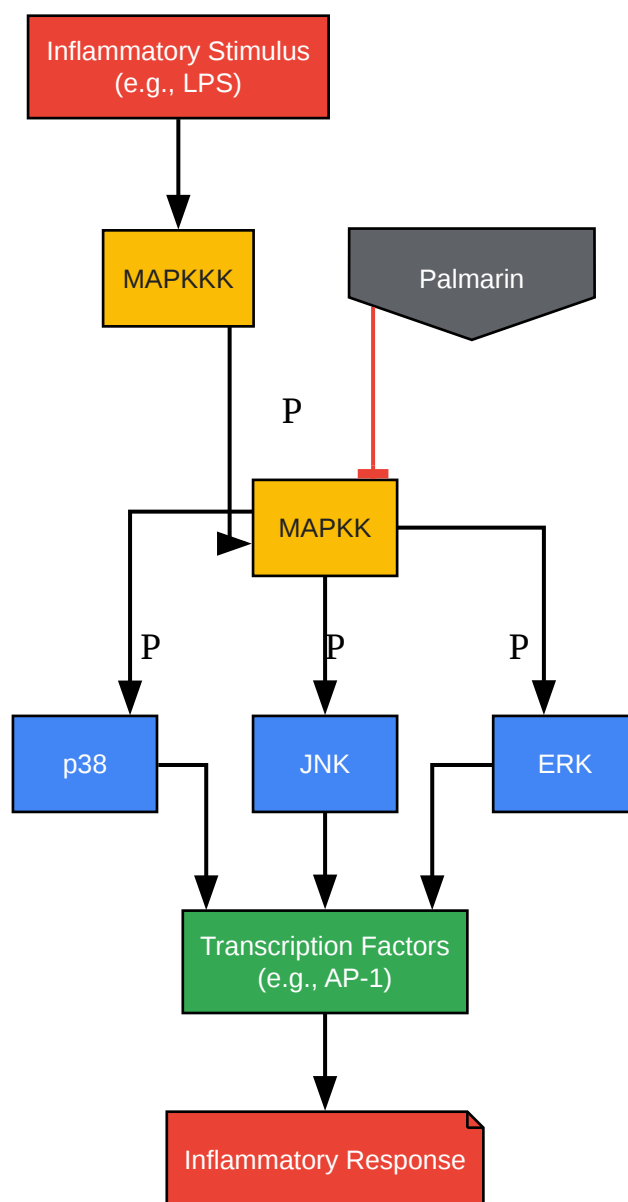 Inflammatory Stimulus
(e.g., LPS)
MAPKKK
Palmarin
P
MAPKK
P
P
P
p38
JNK
ERK
Transcription Factors
(e.g., AP-1)
Inflammatory Response